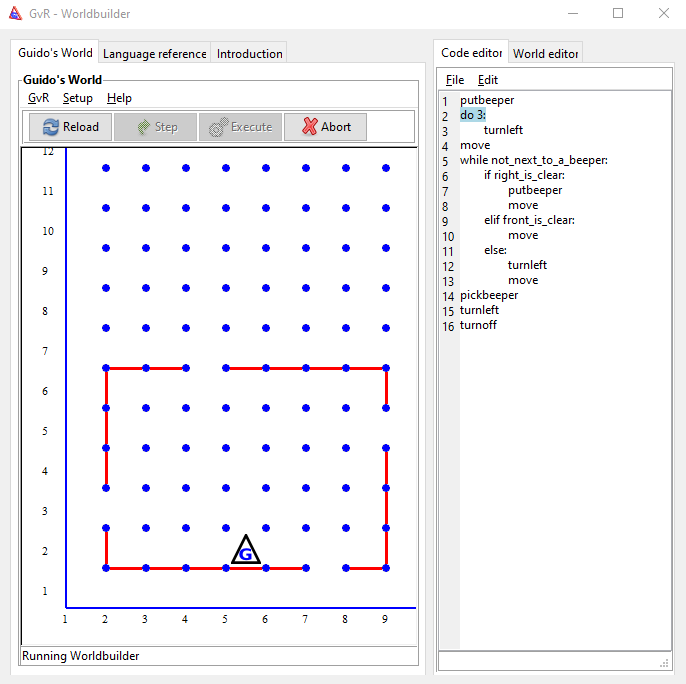 GvR - Worldbuilder
Guido's World
Language reference
Introduction
Guido's World
GvR
Setup
Help
Reload
Step
Execute
Abort
12
11
10
9
8
7
6
5
4
3
2
1
G
1 2 3 4 5 6 7 8 9
Running Worldbuilder
Code editor
World editor
File
Edit
1 putbeeper
2 do 3:
3 turnleft
4 move
5 while not_next_to_a_beeper:
6 if right_is_clear:
7 putbeeper
8 move
9 elif front_is_clear:
10 move
11 else:
12 turnleft
13 move
14 pickbeeper
15 turnleft
16 turnoff